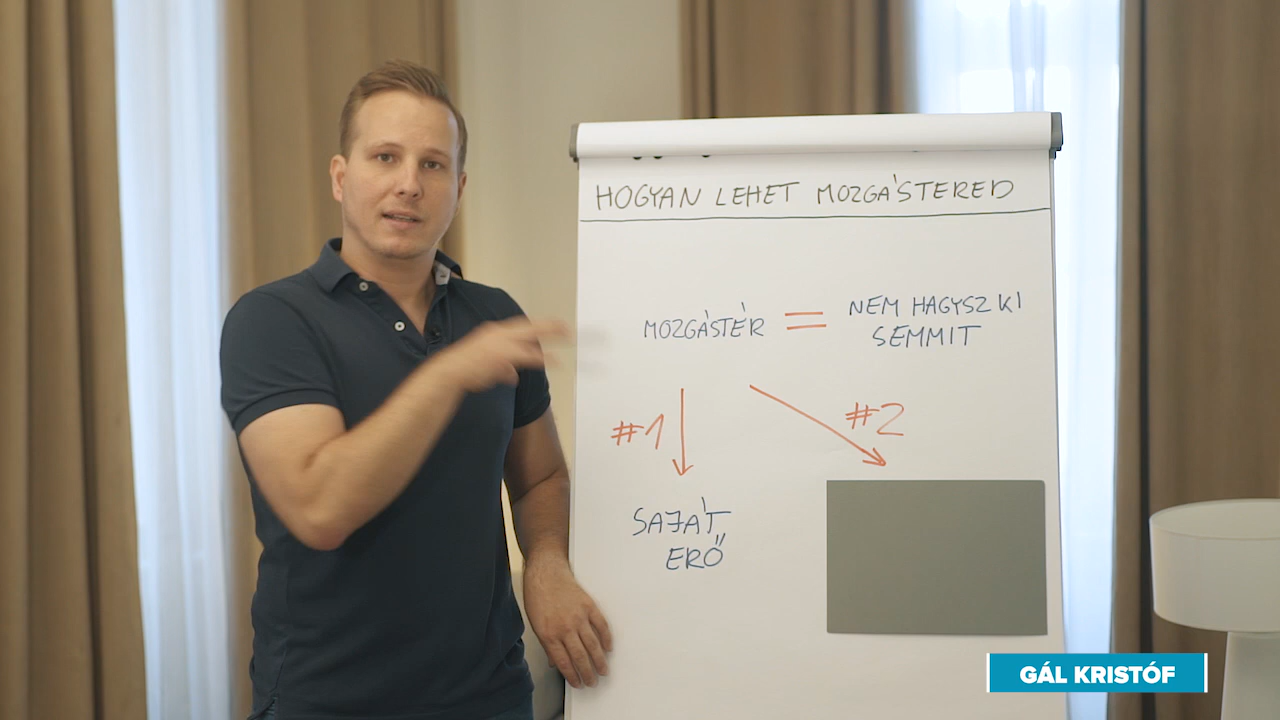 HOGYAN LEHET MOZGÁSTERED
MOZGÁSTÉR = NEM HAGYSZ KI
SEMMIT
#1
#2
SAJÁT
ERŐ
GÁL KRISTÓF